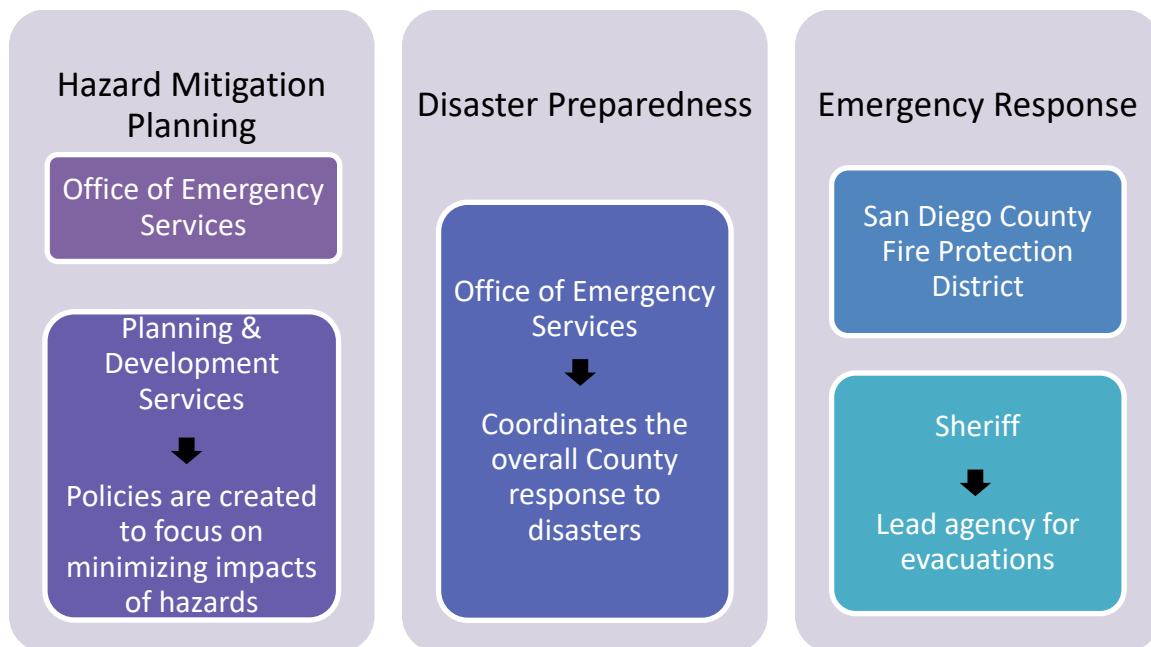 Hazard Mitigation
Planning
Office of Emergency
Services
Planning &
Development
Services
Policies are created
to focus on
minimizing impacts
of hazards
Disaster Preparedness
Office of Emergency
Services
Coordinates the
overall County
response to
disasters
Emergency Response
San Diego County
Fire Protection
District
Sheriff
Lead agency for
evacuations